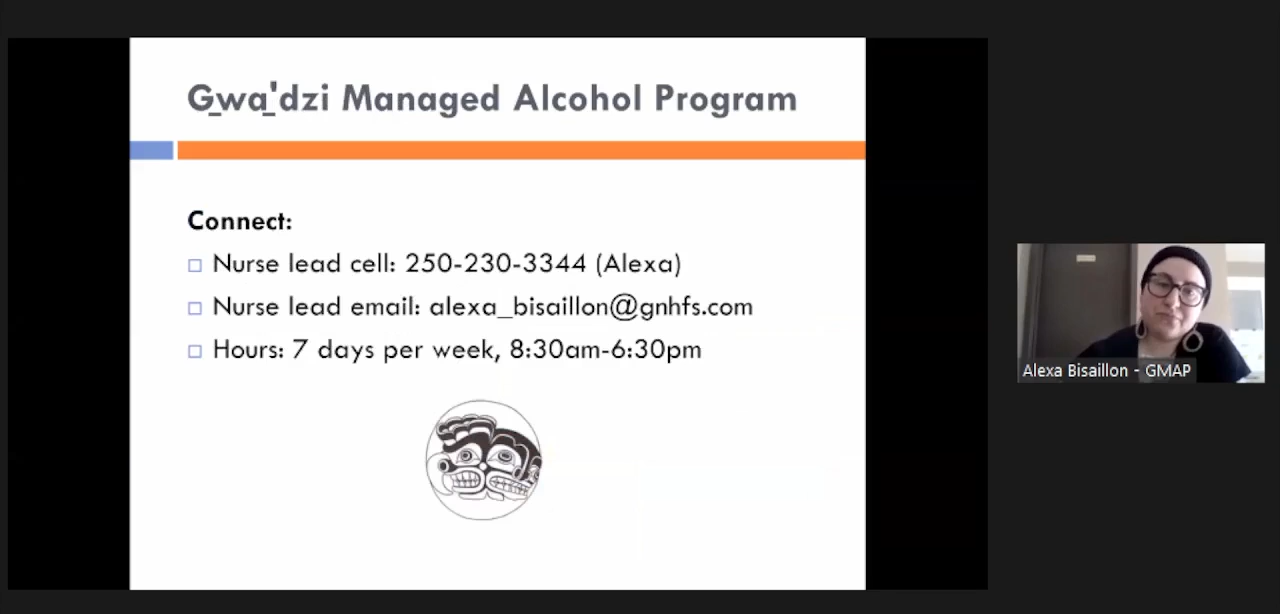 G̲wa̲'dzi Managed Alcohol Program
Connect:
Nurse lead cell: 250-230-3344 (Alexa)
Nurse lead email: alexa_bisaillon@gnhfs.com
Hours: 7 days per week, 8:30am-6:30pm
Alexa Bisaillon - GMAP